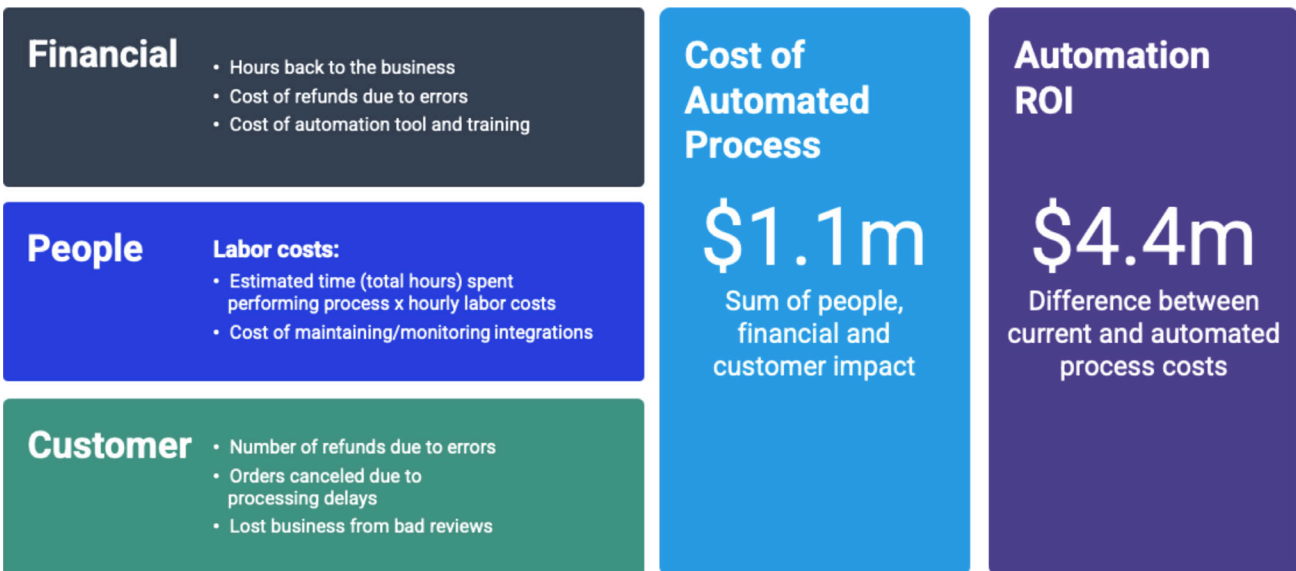 Financial
• Hours back to the business
• Cost of refunds due to errors
• Cost of automation tool and training
People
Labor costs:
• Estimated time (total hours) spent
performing process x hourly labor costs
• Cost of maintaining/monitoring integrations
Customer
• Number of refunds due to errors
• Orders canceled due to
processing delays
• Lost business from bad reviews
Cost of
Automated
Process
$1.1m
Sum of people,
financial and
customer impact
Automation
ROI
$4.4m
Difference between
current and automated
process costs